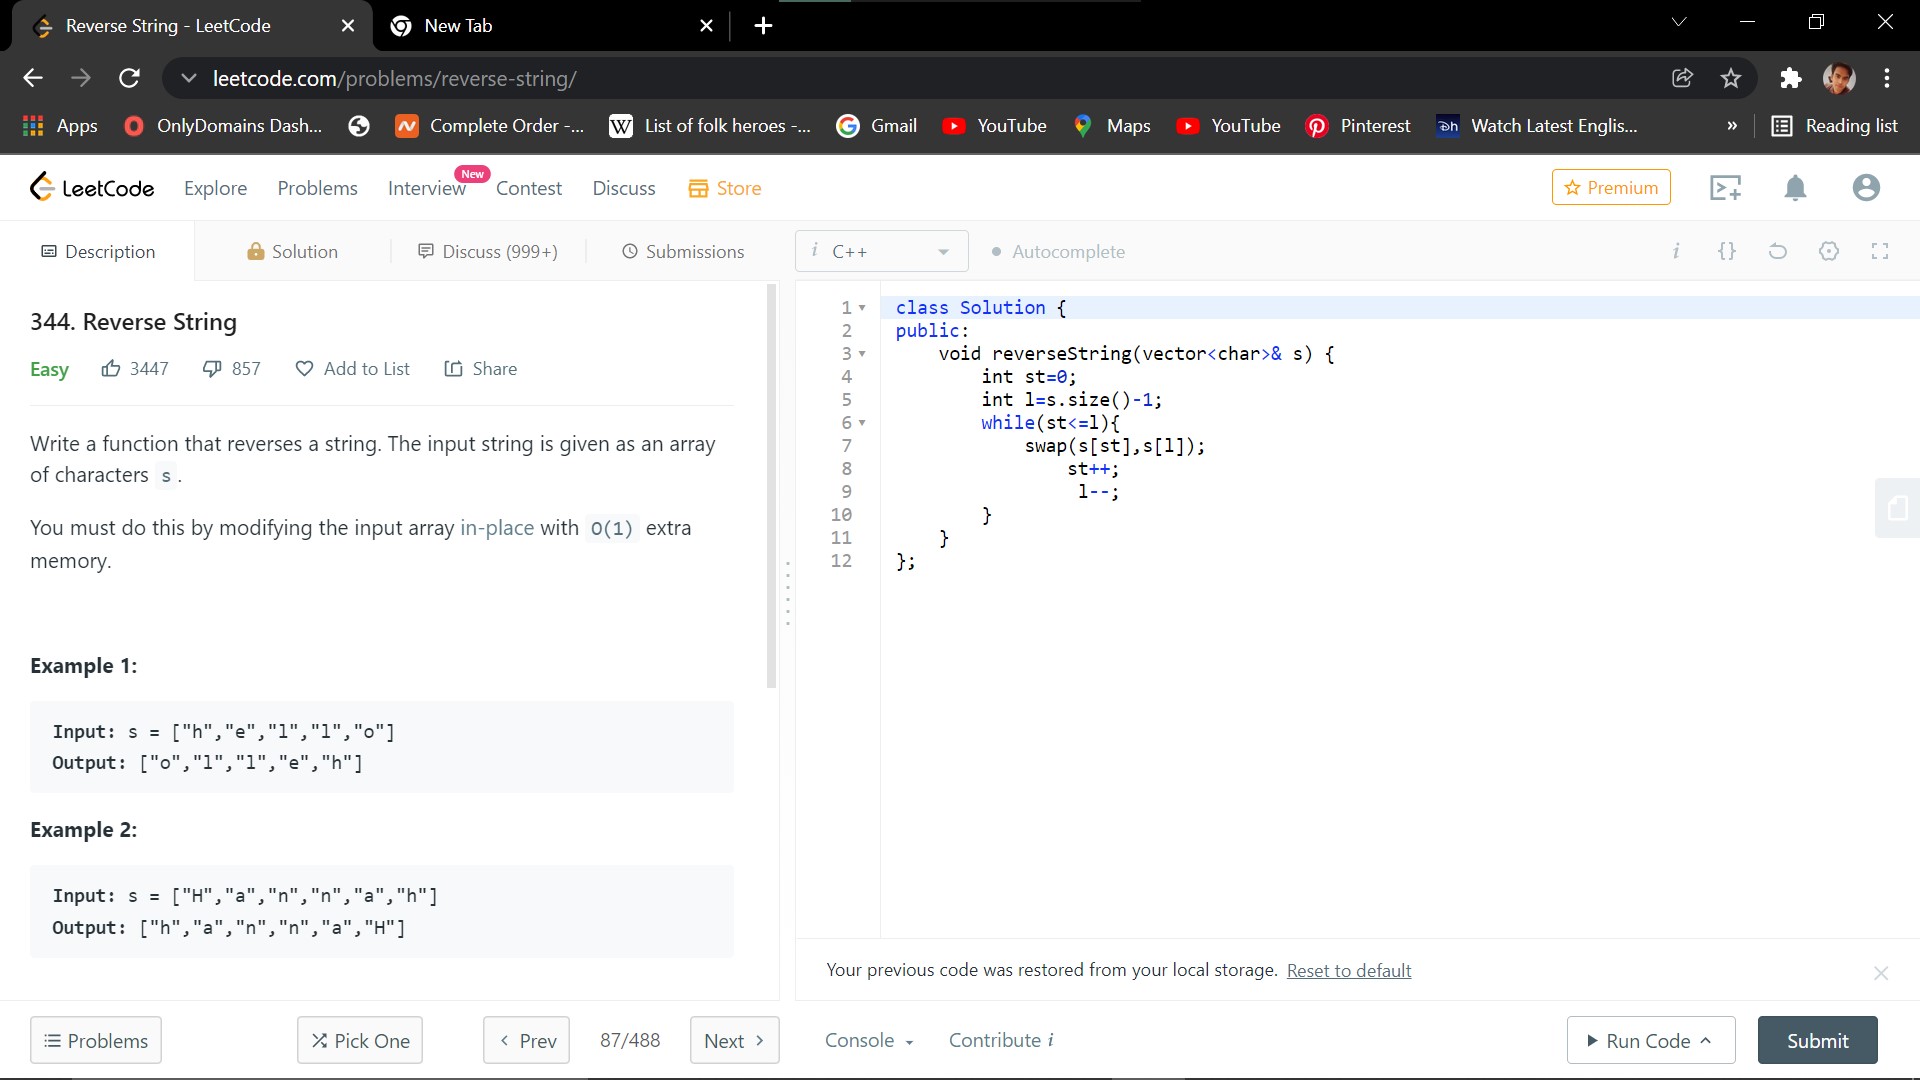 Reverse String - LeetCode
New Tab
leetcode.com/problems/reverse-string/
Apps OnlyDomains Dash... Complete Order -... W List of folk heroes -... Gmail YouTube Maps YouTube Pinterest Dh Watch Latest Englis... » Reading list
LeetCode Explore Problems Interview New Contest Discuss Store Premium
Description Solution Discuss (999+) Submissions i C++ Autocomplete i {}
344. Reverse String
Easy 3447 857 Add to List Share
Write a function that reverses a string. The input string is given as an array
of characters s .
You must do this by modifying the input array in-place with O(1) extra
memory.
Example 1:
Input: s = ["h","e","l","l","o"]
Output: ["o","l","l","e","h"]
Example 2:
Input: s = ["H","a","n","n","a","h"]
Output: ["h","a","n","n","a","H"]
1 class Solution {
2 public:
3 void reverseString(vector<char>& s) {
4 int st=0;
5 int l=s.size()-1;
6 while(st<=l){
7 swap(s[st],s[l]);
8 st++;
9 l--;
10 }
11 }
12 };
Your previous code was restored from your local storage. Reset to default
Problems Pick One Prev 87/488 Next Console Contribute i Run Code Submit